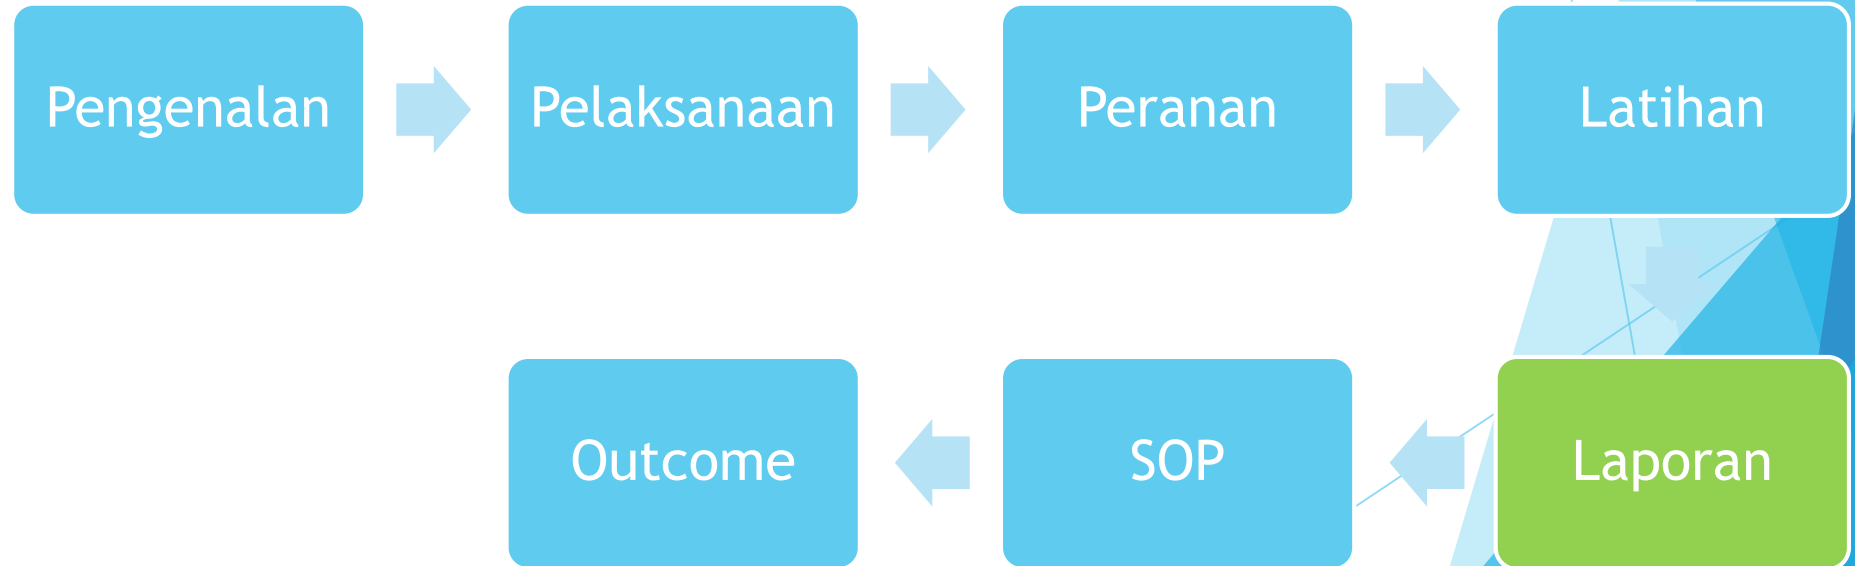 Pengenalan
Pelaksanaan
Peranan
Latihan
Laporan
SOP
Outcome